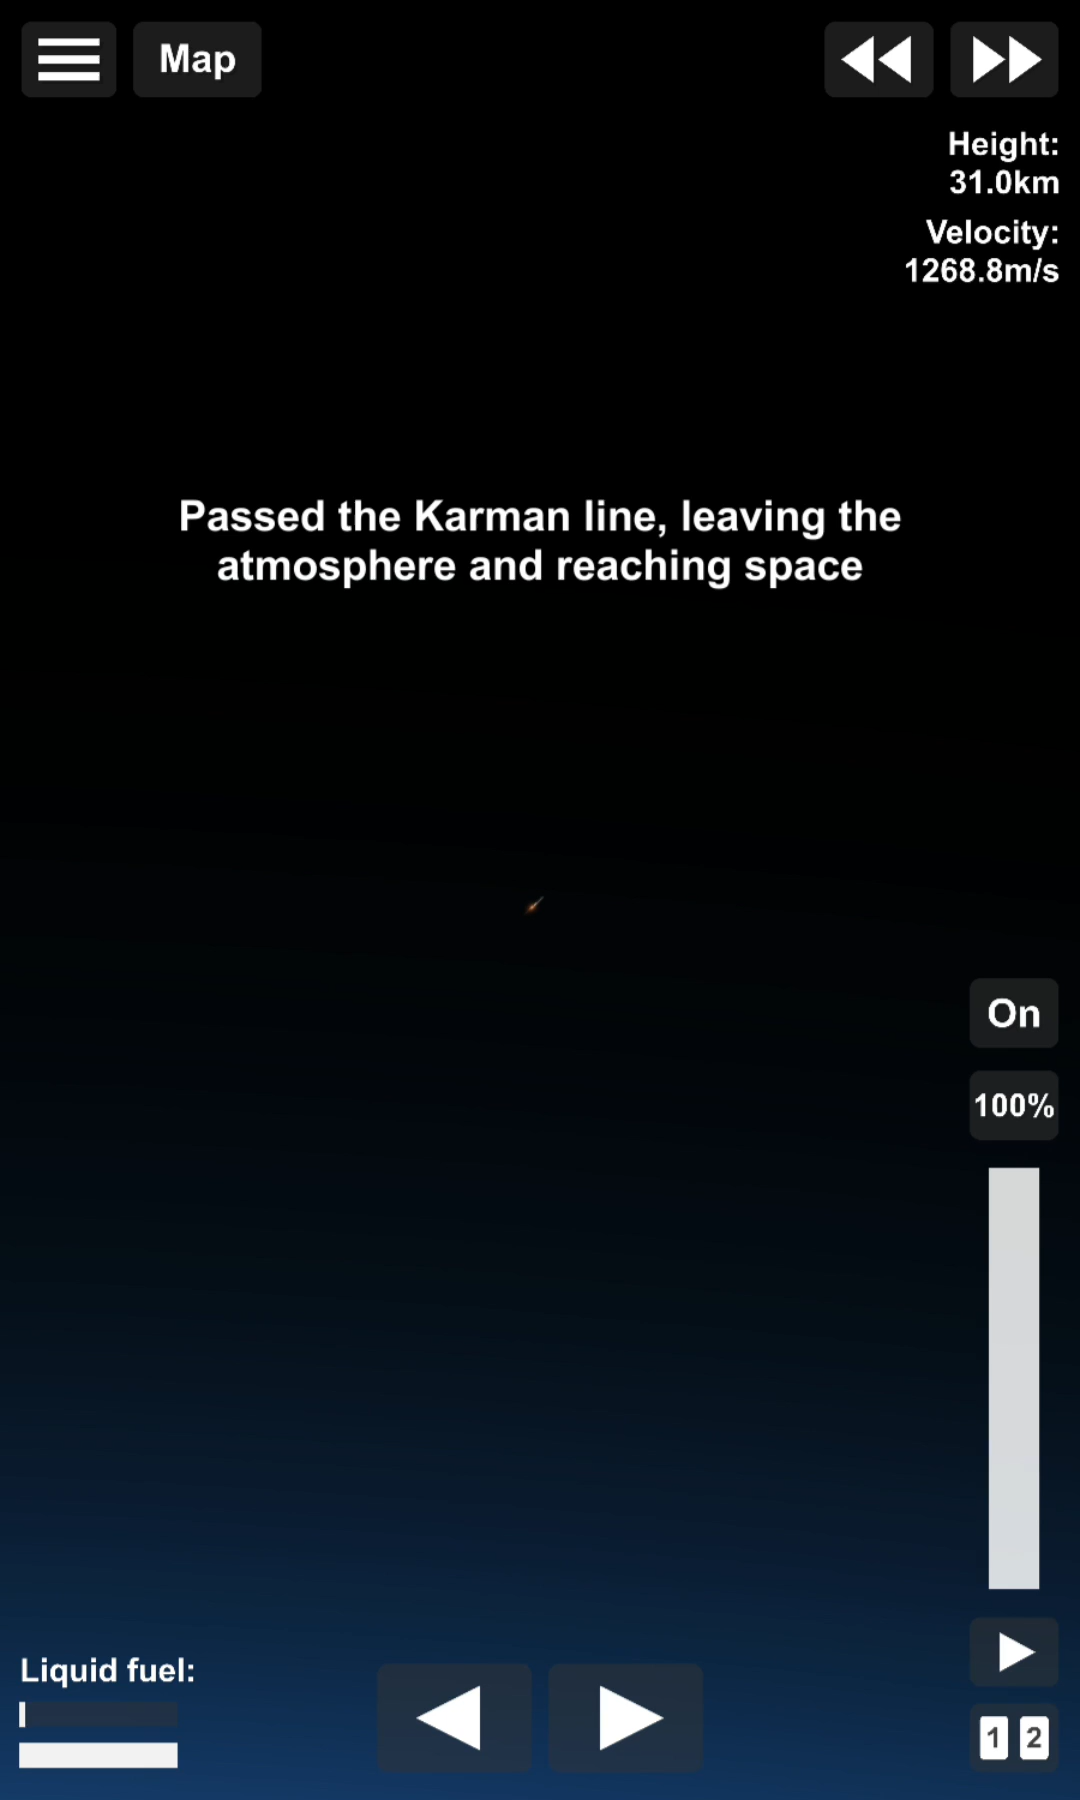 Map
Height:
31.0km
Velocity:
1268.8m/s
Passed the Karman line, leaving the
atmosphere and reaching space
On
100%
Liquid fuel:
1 2